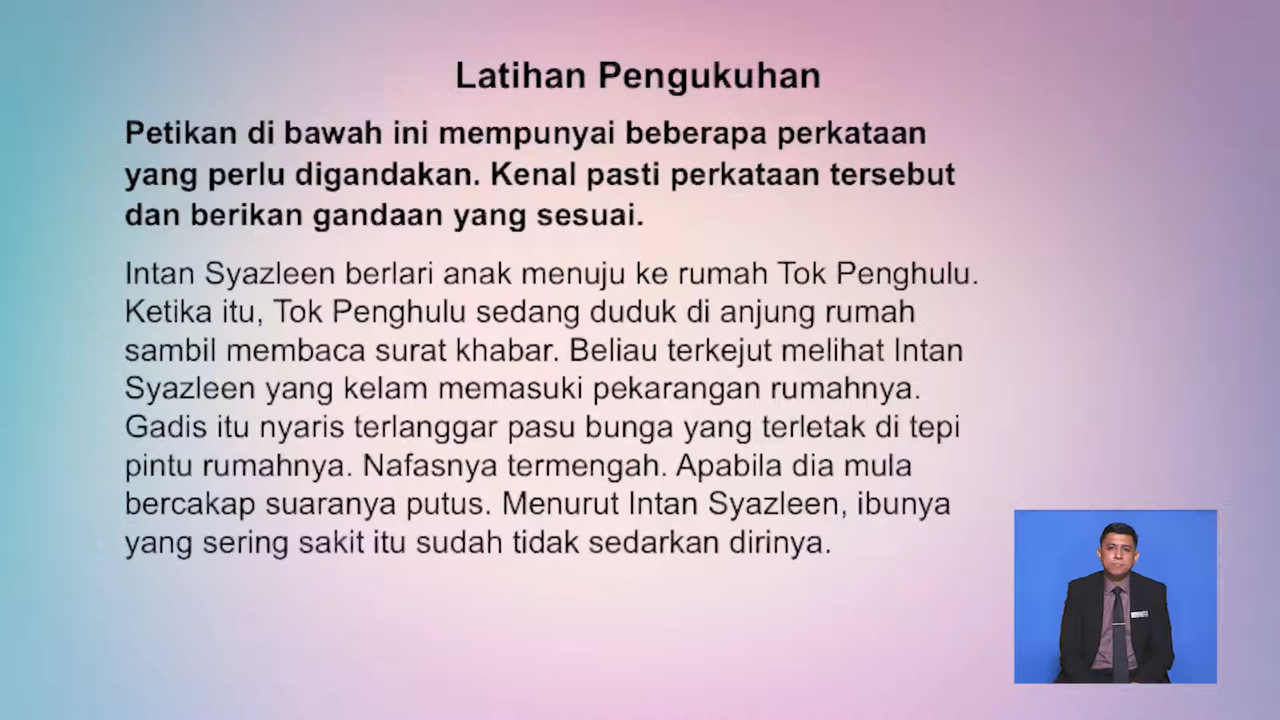 Latihan Pengukuhan
Petikan di bawah ini mempunyai beberapa perkataan
yang perlu digandakan. Kenal pasti perkataan tersebut
dan berikan gandaan yang sesuai.
Intan Syazleen berlari anak menuju ke rumah Tok Penghulu.
Ketika itu, Tok Penghulu sedang duduk di anjung rumah
sambil membaca surat khabar. Beliau terkejut melihat Intan
Syazleen yang kelam memasuki pekarangan rumahnya.
Gadis itu nyaris terlanggar pasu bunga yang terletak di tepi
pintu rumahnya. Nafasnya termengah. Apabila dia mula
bercakap suaranya putus. Menurut Intan Syazleen, ibunya
yang sering sakit itu sudah tidak sedarkan dirinya.